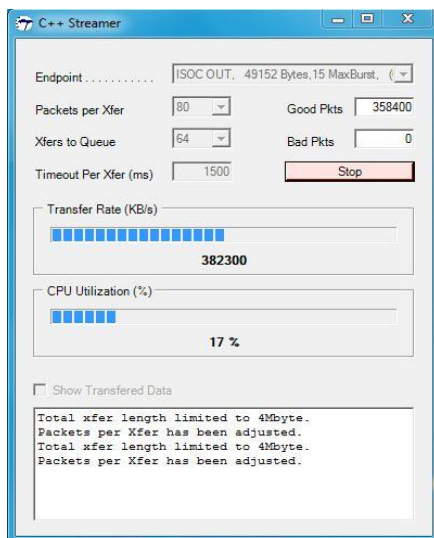 C++ Streamer
Endpoint . . . . . . . . . . . ISOC OUT, 49152 Bytes,15 MaxBurst, (
Packets per Xfer 80 Good Pkts 358400
Xfers to Queue 64 Bad Pkts 0
Timeout Per Xfer (ms) 1500 Stop
Transfer Rate (KB/s)
382300
CPU Utilization (%)
17 %
Show Transfered Data
Total xfer length limited to 4Mbyte.
Packets per Xfer has been adjusted.
Total xfer length limited to 4Mbyte.
Packets per Xfer has been adjusted.